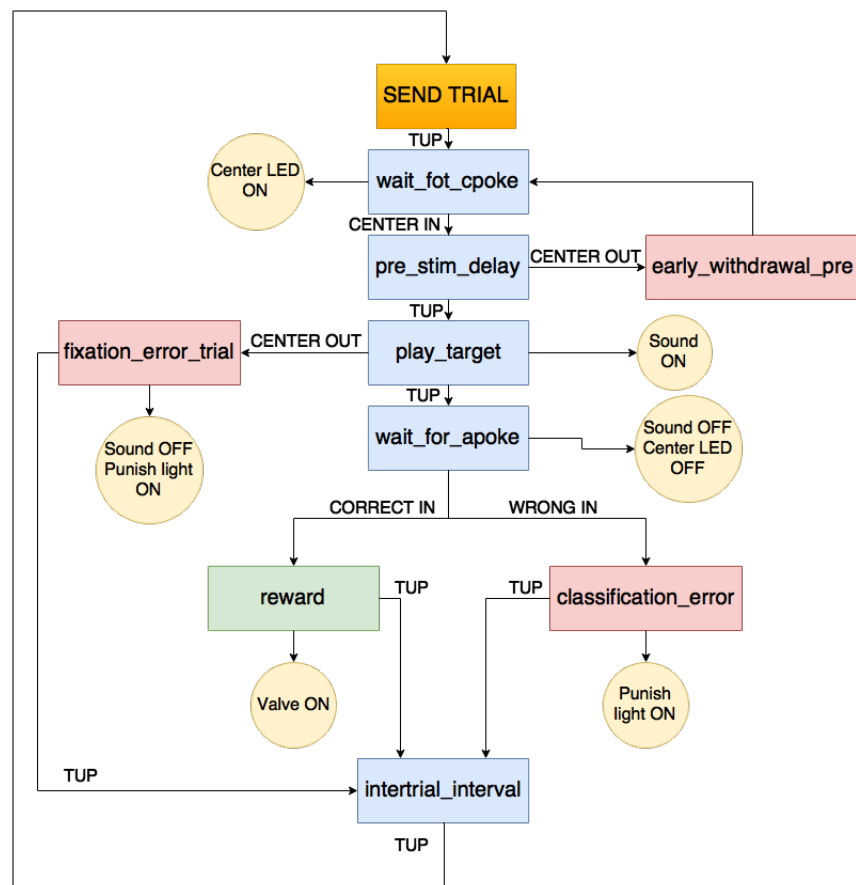 SEND TRIAL
TUP
Center LED
ON
wait_fot_cpoke
CENTER IN
pre_stim_delay
CENTER OUT
early_withdrawal_pre
TUP
fixation_error_trial
CENTER OUT
play_target
Sound
ON
TUP
Sound OFF
Punish light
ON
wait_for_apoke
Sound OFF
Center LED
OFF
CORRECT IN
WRONG IN
reward
TUP
TUP
classification_error
Valve ON
Punish
light ON
TUP
intertrial_interval
TUP